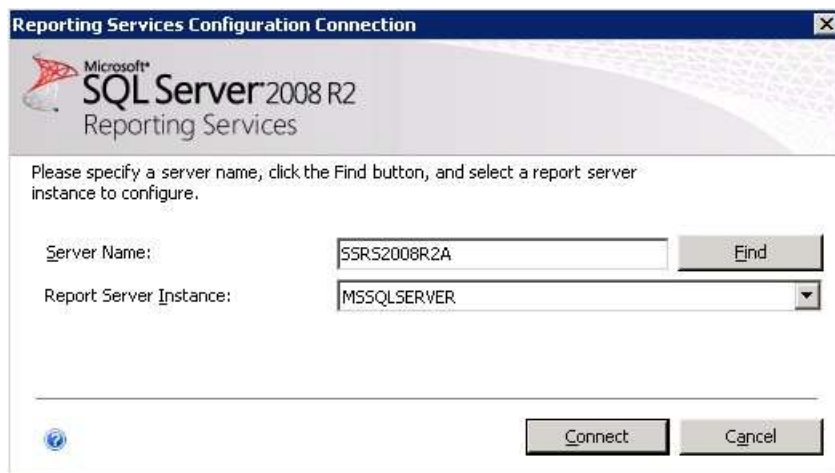 Reporting Services Configuration Connection
Microsoft®
SQL Server 2008 R2
Reporting Services
Please specify a server name, click the Find button, and select a report server
instance to configure.
Server Name:
SSRS2008R2A
Find
Report Server Instance:
MSSQLSERVER
Connect
Cancel